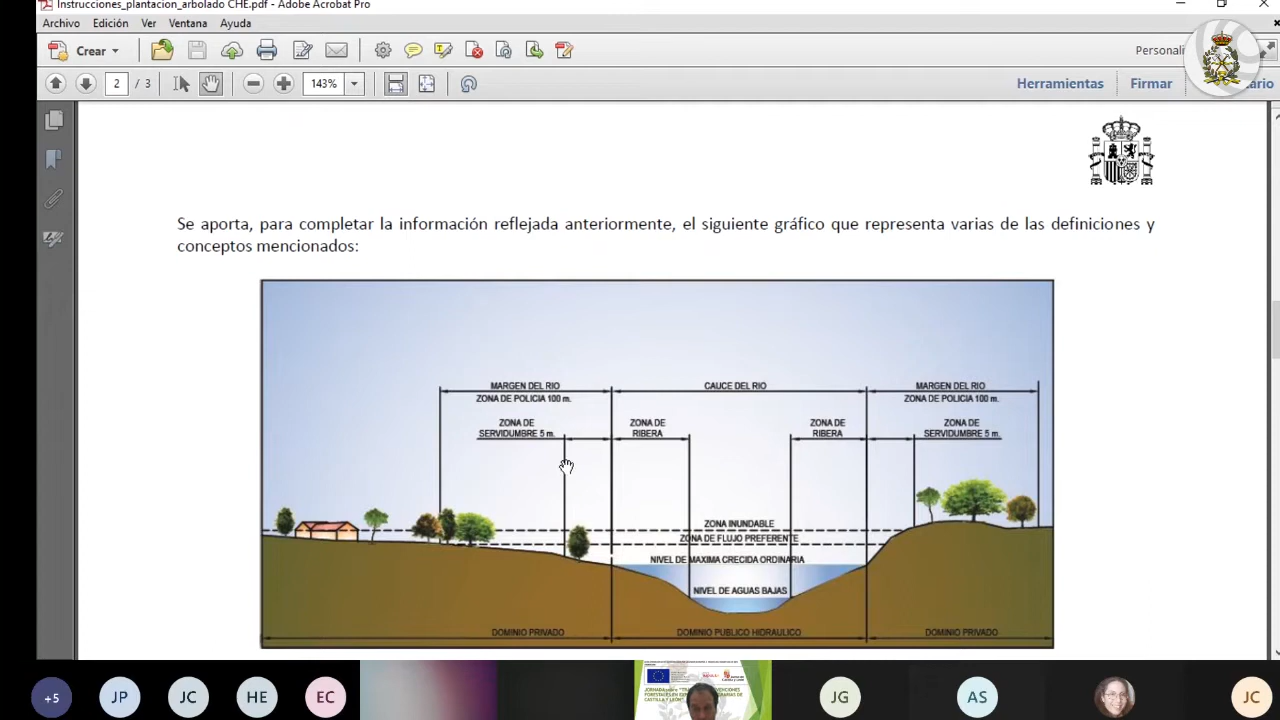 Instrucciones_plantacion_arbolado CHE.pdf - Adobe Acrobat Pro
Archivo Edición Ver Ventana Ayuda
Crear
Personali
2 / 3
143%
Herramientas Firmar ario
Se aporta, para completar la información reflejada anteriormente, el siguiente gráfico que representa varias de las definiciones y
conceptos mencionados:
MARGEN DEL RIO CAUCE DEL RIO MARGEN DEL RIO
ZONA DE POLICIA 100 m. ZONA DE POLICIA 100 m.
ZONA DE ZONA DE ZONA DE ZONA DE
SERVIDUMBRE 5 m. RIBERA RIBERA SERVIDUMBRE 5 m.
ZONA INUNDABLE
ZONA DE FLUJO PREFERENTE
NIVEL DE MAXIMA CRECIDA ORDINARIA
NIVEL DE AGUAS BAJAS
DOMINIO PRIVADO DOMINIO PUBLICO HIDRAULICO DOMINIO PRIVADO
+5 JP JC HE EC JG AS JC